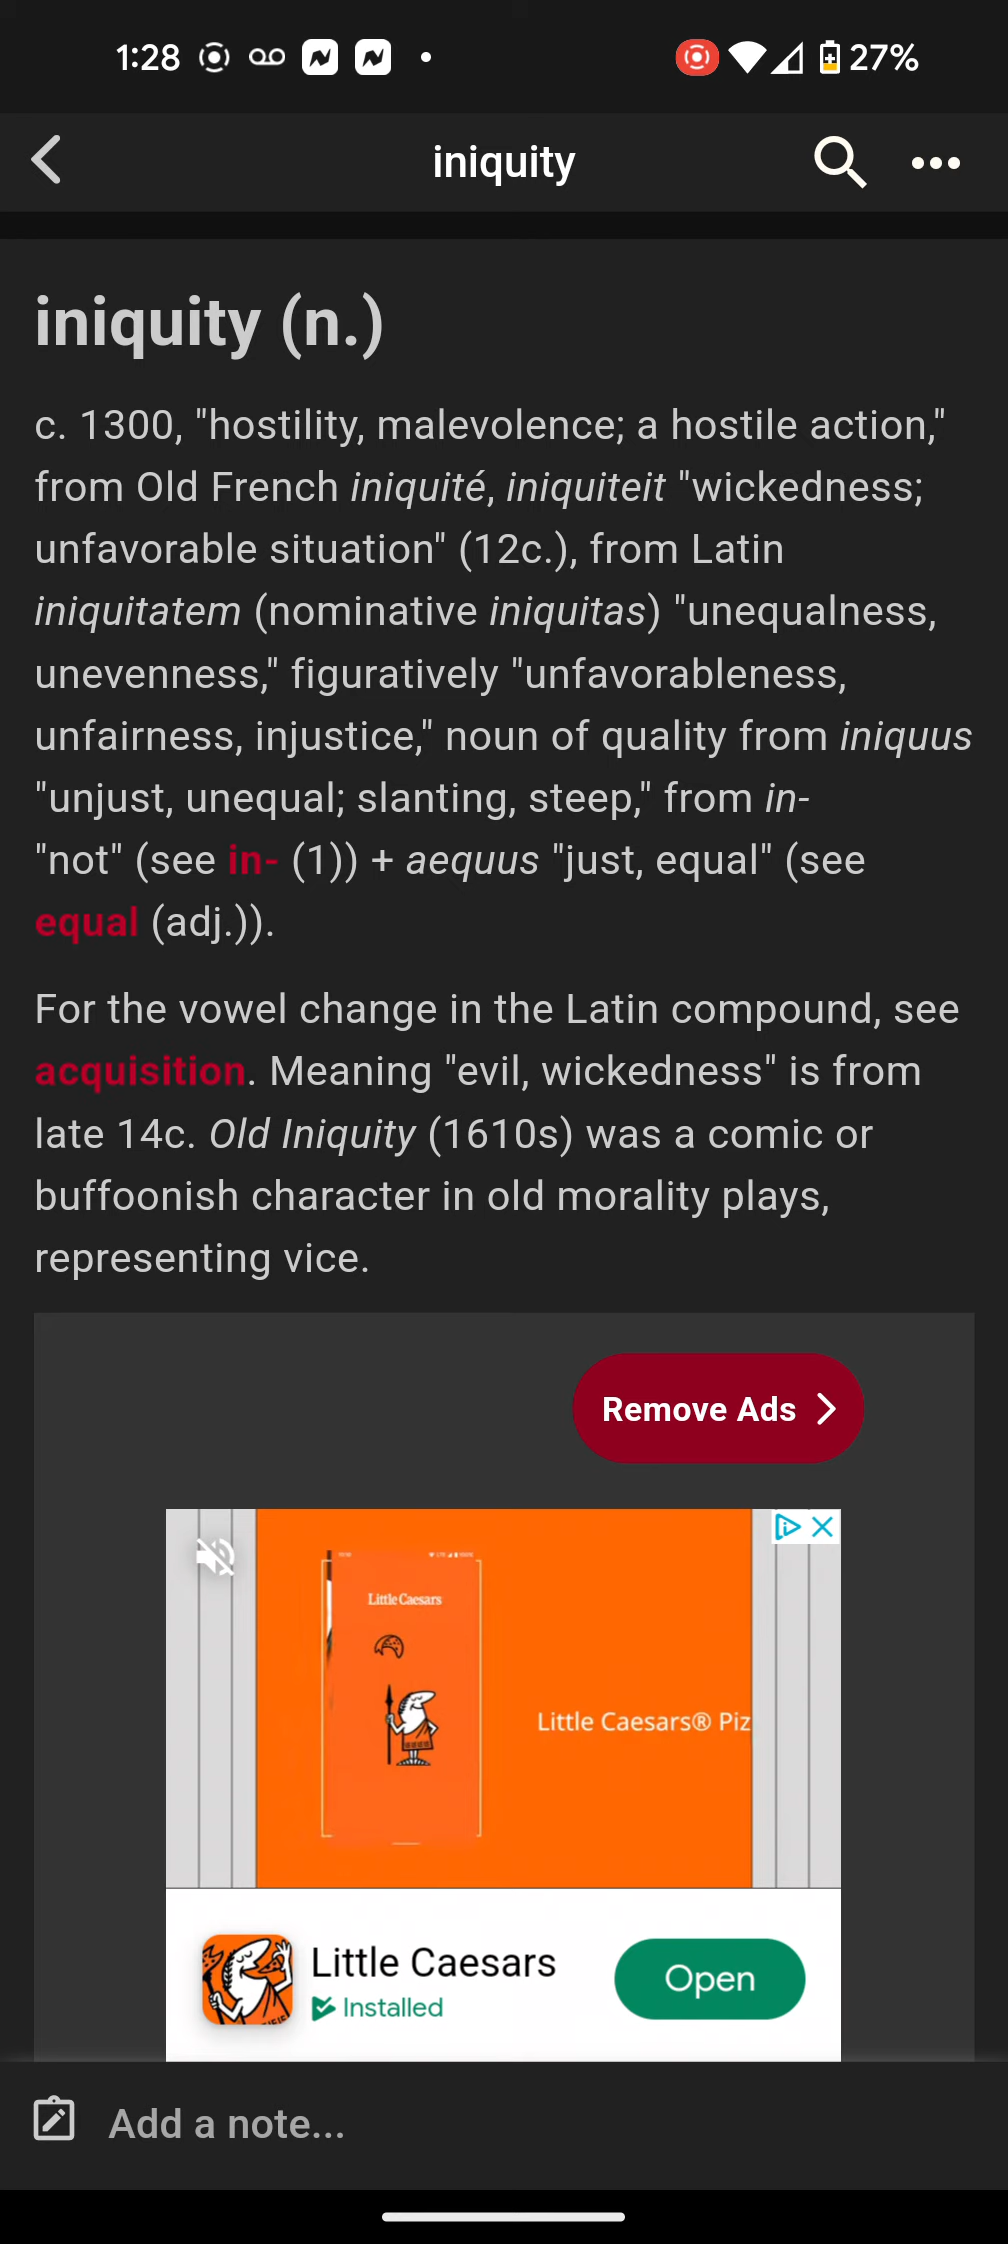 1:28
27%
iniquity
iniquity (n.)
c. 1300, "hostility, malevolence; a hostile action,"
from Old French iniquité, iniquiteit "wickedness;
unfavorable situation" (12c.), from Latin
iniquitatem (nominative iniquitas) "unequalness,
unevenness," figuratively "unfavorableness,
unfairness, injustice," noun of quality from iniquus
"unjust, unequal; slanting, steep," from in-
"not" (see in- (1)) + aequus "just, equal" (see
equal (adj.)).
For the vowel change in the Latin compound, see
acquisition. Meaning "evil, wickedness" is from
late 14c. Old Iniquity (1610s) was a comic or
buffoonish character in old morality plays,
representing vice.
Remove Ads
Little Caesars
Little Caesars® Piz
Little Caesars
Installed
Open
Add a note...